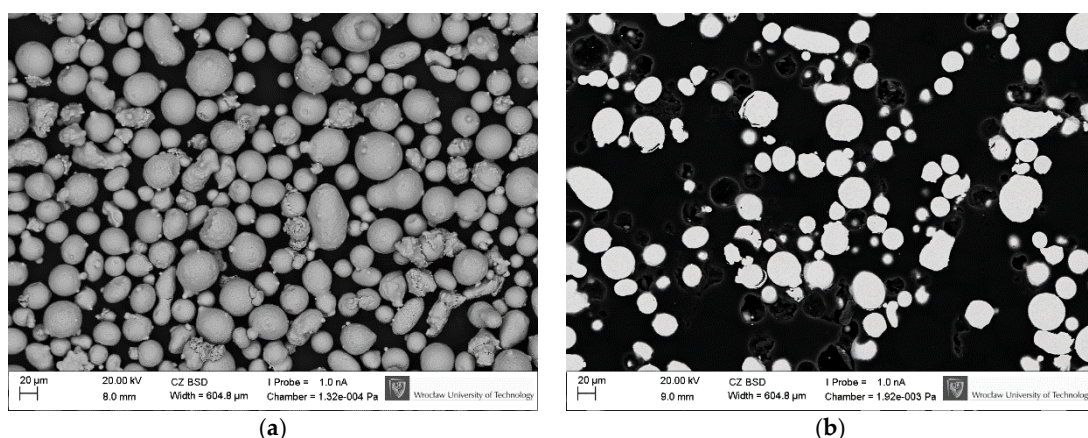 20 µm
20.00 kV
8.0 mm
CZ BSD
Width = 604.8 µm
I Probe = 1.0 nA
Chamber = 1.32e-004 Pa
Wrocław University of Technology
20 µm
20.00 kV
9.0 mm
CZ BSD
Width = 604.8 µm
I Probe = 1.0 nA
Chamber = 1.92e-003 Pa
Wrocław University of Technology
(a)
(b)